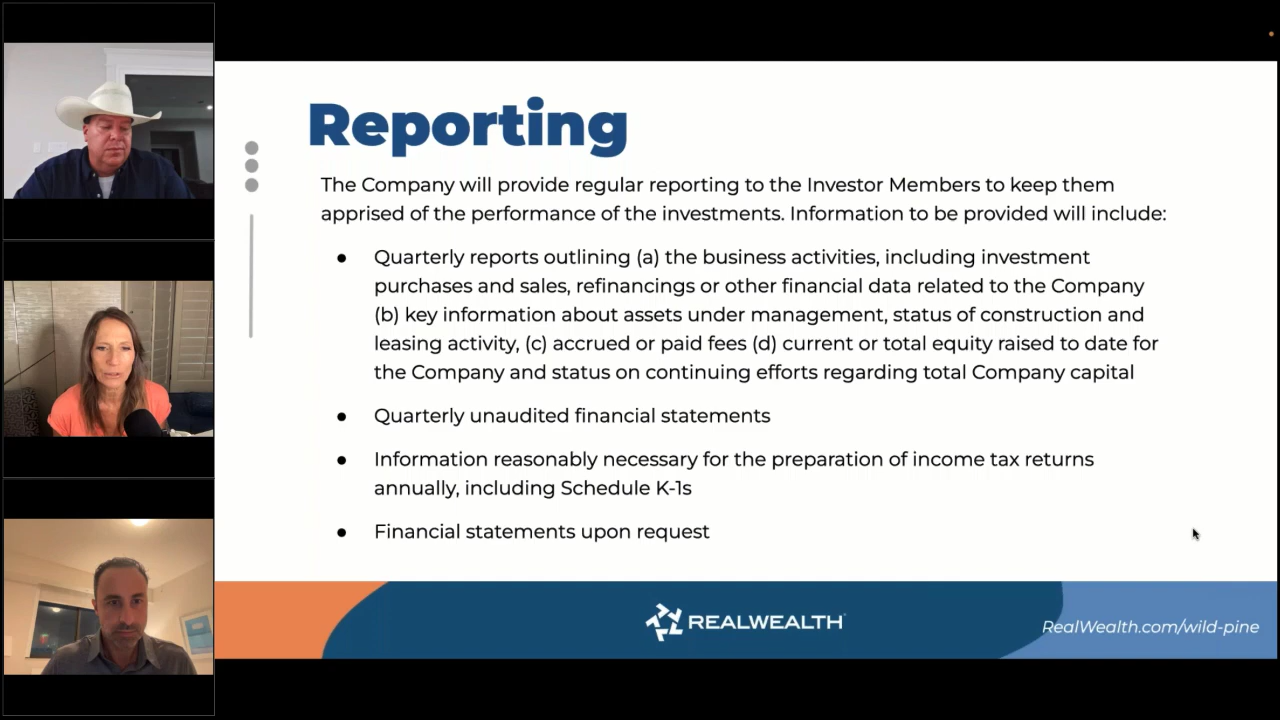 Reporting
The Company will provide regular reporting to the Investor Members to keep them
apprised of the performance of the investments. Information to be provided will include:
● Quarterly reports outlining (a) the business activities, including investment
purchases and sales, refinancings or other financial data related to the Company
(b) key information about assets under management, status of construction and
leasing activity, (c) accrued or paid fees (d) current or total equity raised to date for
the Company and status on continuing efforts regarding total Company capital
● Quarterly unaudited financial statements
● Information reasonably necessary for the preparation of income tax returns
annually, including Schedule K-1s
● Financial statements upon request
REALWEALTH
RealWealth.com/wild-pine